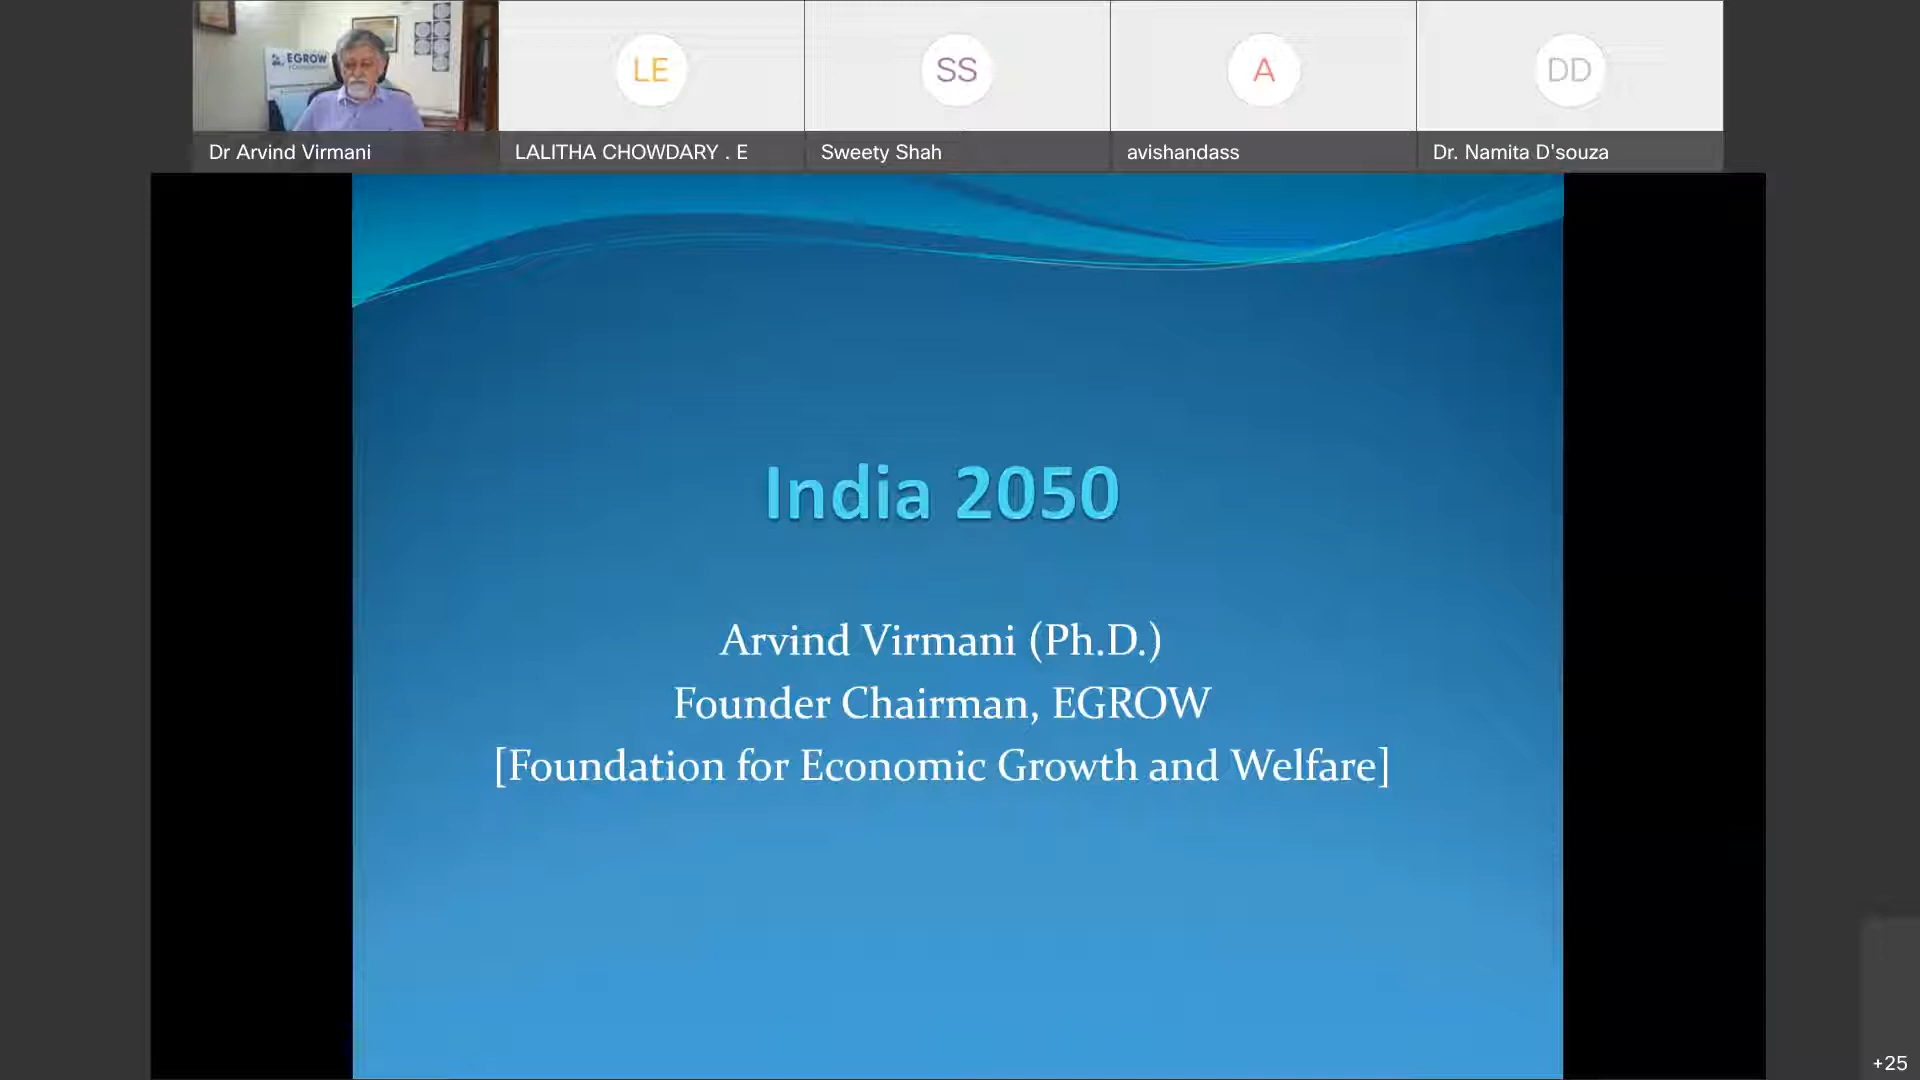 EGROW
LE
SS
A
DD
Dr Arvind Virmani
LALITHA CHOWDARY . E
Sweety Shah
avishandass
Dr. Namita D'souza
India 2050
Arvind Virmani (Ph.D.)
Founder Chairman, EGROW
[Foundation for Economic Growth and Welfare]
+25